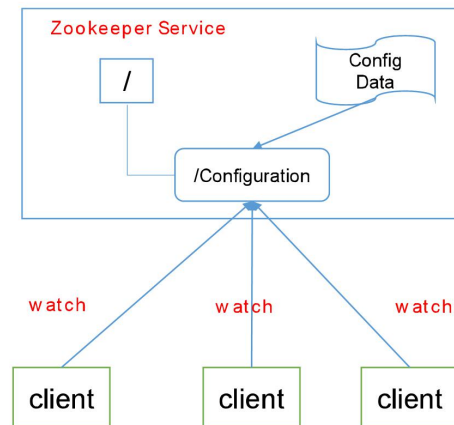 Zookeeper Service
/
Config
Data
/Configuration
watch
watch
watch
client
client
client